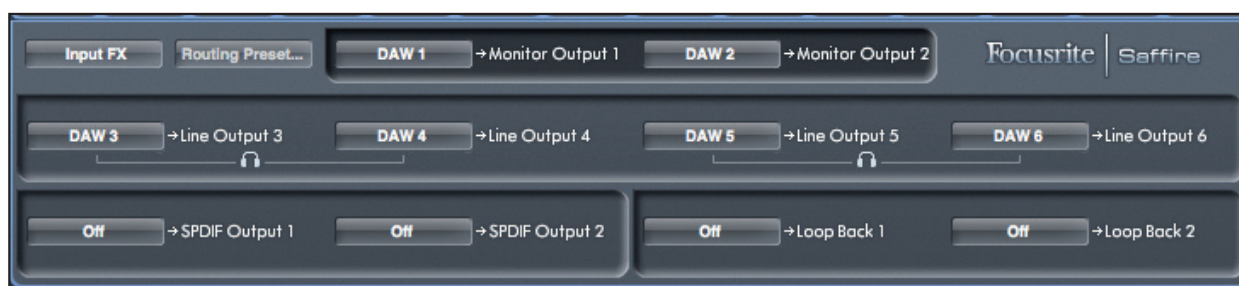 Input FX Routing Preset... DAW 1 →Monitor Output 1 DAW 2 →Monitor Output 2 Focusrite | Saffire
DAW 3 →Line Output 3 DAW 4 →Line Output 4 DAW 5 →Line Output 5 DAW 6 →Line Output 6
Off →SPDIF Output 1 Off →SPDIF Output 2 Off →Loop Back 1 Off →Loop Back 2